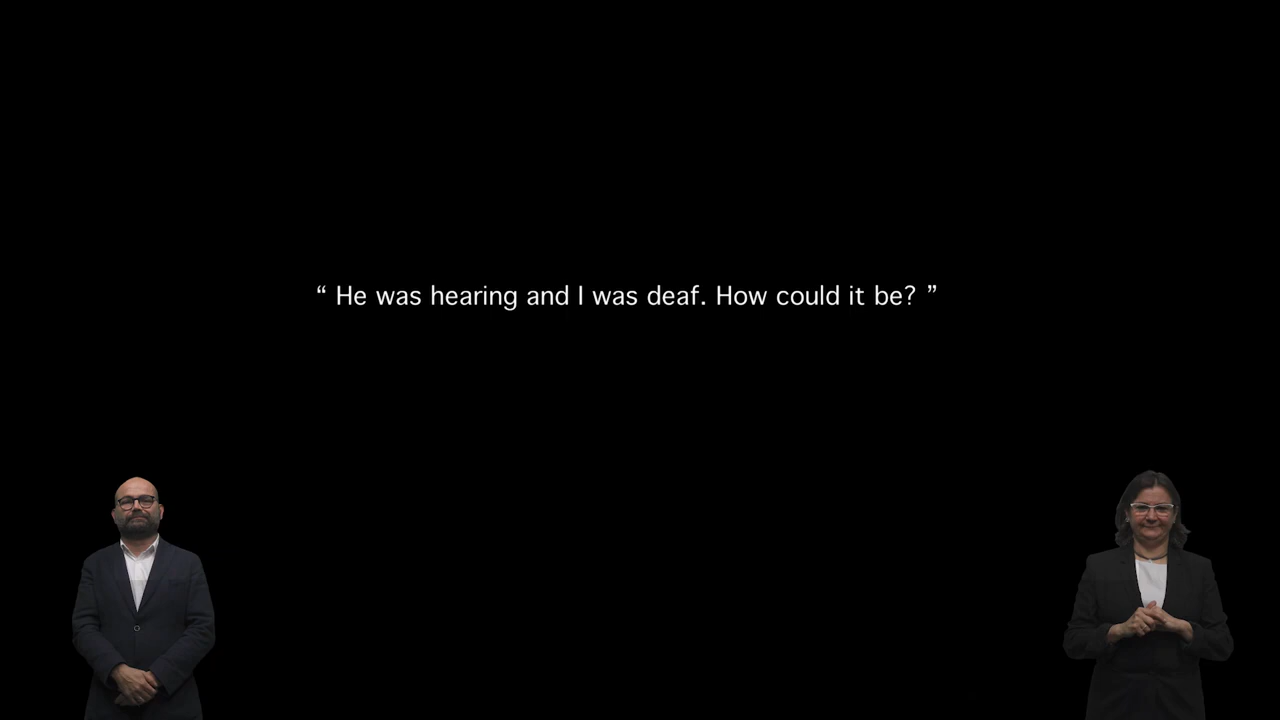 “ He was hearing and I was deaf. How could it be? ”